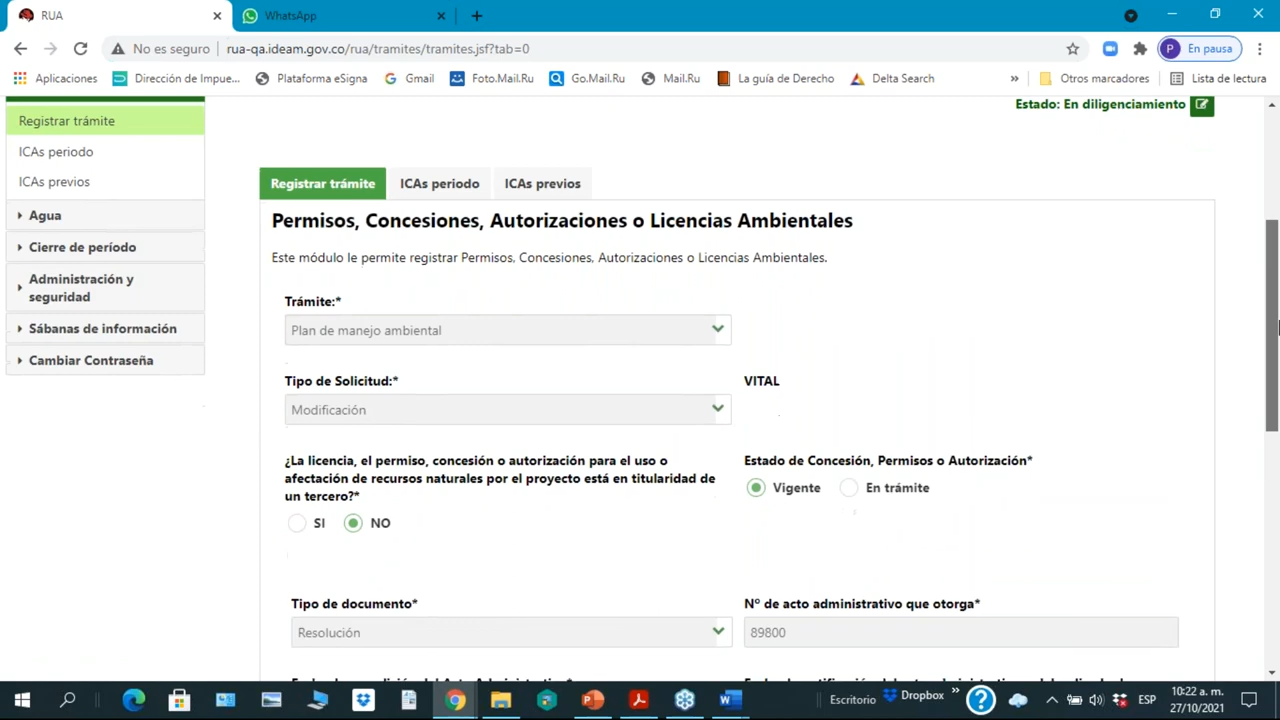 RUA
WhatsApp
No es seguro
rua-qa.ideam.gov.co/rua/tramites/tramites.jsf?tab=0
P En pausa
Aplicaciones
Dirección de Impue...
Plataforma eSigna
Gmail
Foto.Mail.Ru
Go.Mail.Ru
Mail.Ru
La guía de Derecho
Delta Search
»
Otros marcadores
Lista de lectura
Estado: En diligenciamiento
Registrar trámite
ICAs periodo
ICAs previos
Agua
Cierre de período
Administración y
seguridad
Sábanas de información
Cambiar Contraseña
Registrar trámite
ICAs periodo
ICAs previos
Permisos, Concesiones, Autorizaciones o Licencias Ambientales
Este módulo le permite registrar Permisos, Concesiones, Autorizaciones o Licencias Ambientales.
Trámite:*
Plan de manejo ambiental
Tipo de Solicitud:*
VITAL
Modificación
¿La licencia, el permiso, concesión o autorización para el uso o
afectación de recursos naturales por el proyecto está en titularidad de
un tercero?*
SI
NO
Estado de Concesión, Permisos o Autorización*
Vigente
En trámite
Tipo de documento*
Nº de acto administrativo que otorga*
Resolución
89800
Escritorio
Dropbox
»
ESP
10:22 a. m.
27/10/2021